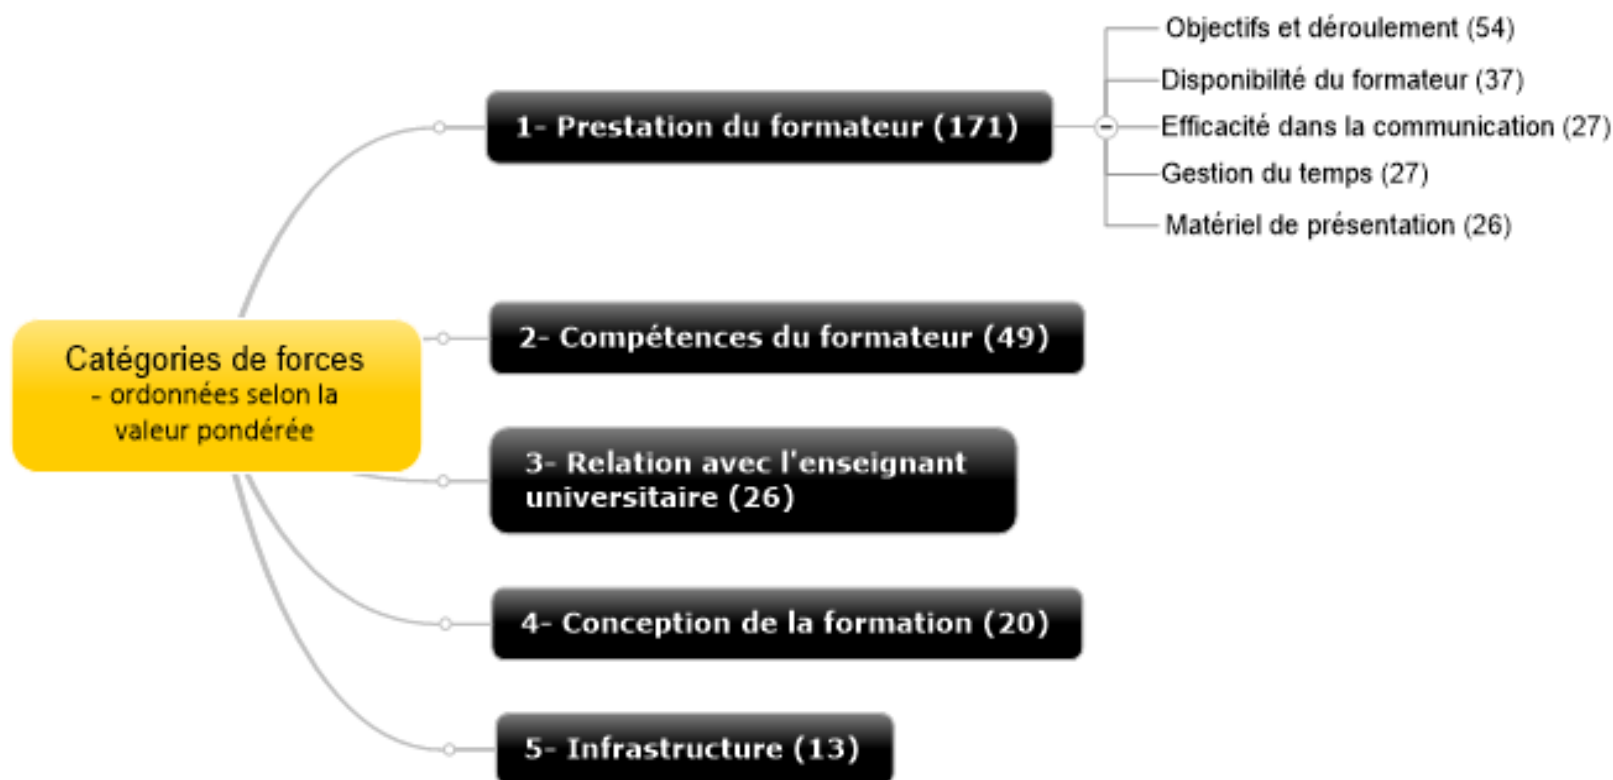 Catégories de forces
- ordonnées selon la
valeur pondérée
1- Prestation du formateur (171)
Objectifs et déroulement (54)
Disponibilité du formateur (37)
Efficacité dans la communication (27)
Gestion du temps (27)
Matériel de présentation (26)
2- Compétences du formateur (49)
3- Relation avec l'enseignant
universitaire (26)
4- Conception de la formation (20)
5- Infrastructure (13)